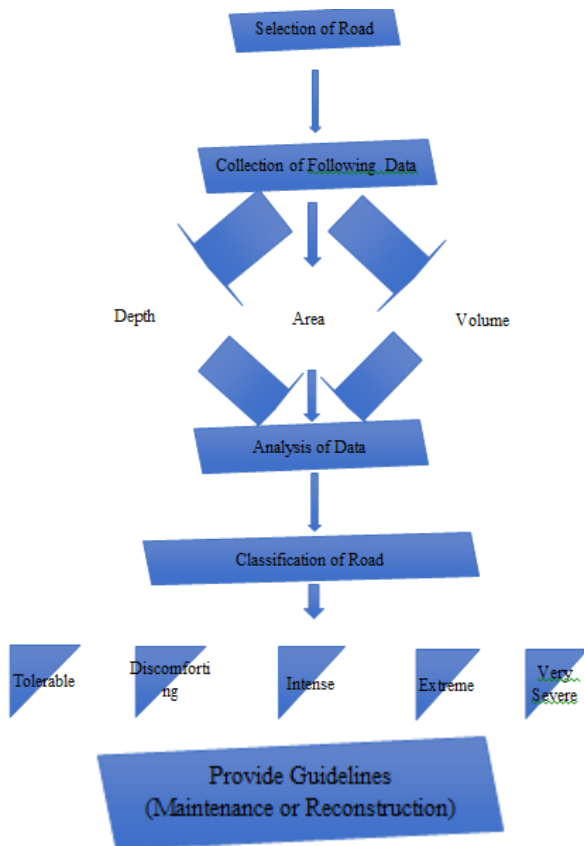 Selection of Road
Collection of Following Data
Depth Area Volume
Analysis of Data
Classification of Road
Tolerable
Discomforti
ng
Intense
Extreme
Very
Severe
Provide Guidelines
(Maintenance or Reconstruction)